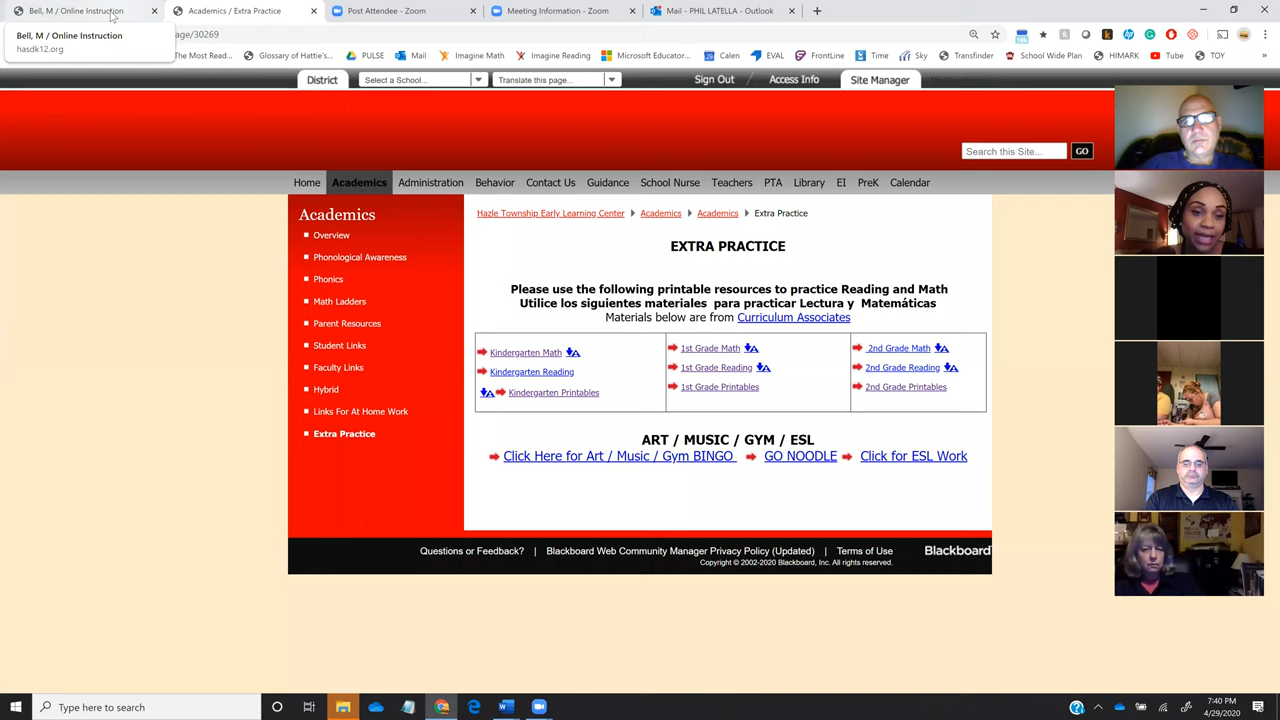 Bell, M / Online Instruction
Academics / Extra Practice
Post Attendee - Zoom
Meeting Information - Zoom
Mail - PHIL LATELLA - Outlook
Bell, M / Online Instruction
hasdk12.org
age/30269
The Most Read...
Glossary of Hattie's...
PULSE
Mail
Imagine Math
Imagine Reading
Microsoft Educator...
Calen
EVAL
FrontLine
Time
Sky
Transfinder
School Wide Plan
HIMARK
Tube
TOY
District
Select a School...
Translate this page...
Sign Out
Access Info
Site Manager
Search this Site...
GO
Home
Academics
Administration
Behavior
Contact Us
Guidance
School Nurse
Teachers
PTA
Library
EI
PreK
Calendar
Academics
Overview
Phonological Awareness
Phonics
Math Ladders
Parent Resources
Student Links
Faculty Links
Hybrid
Links For At Home Work
Extra Practice
Hazle Township Early Learning Center Academics Academics Extra Practice
EXTRA PRACTICE
Please use the following printable resources to practice Reading and Math
Utilice los siguientes materiales para practicar Lectura y Matemáticas
Materials below are from Curriculum Associates
Kindergarten Math
Kindergarten Reading
Kindergarten Printables
1st Grade Math
1st Grade Reading
1st Grade Printables
2nd Grade Math
2nd Grade Reading
2nd Grade Printables
ART / MUSIC / GYM / ESL
Click Here for Art / Music / Gym BINGO GO NOODLE Click for ESL Work
Questions or Feedback? | Blackboard Web Community Manager Privacy Policy (Updated) | Terms of Use
Blackboard
Copyright © 2002-2020 Blackboard, Inc. All rights reserved.
Type here to search
7:40 PM
4/29/2020